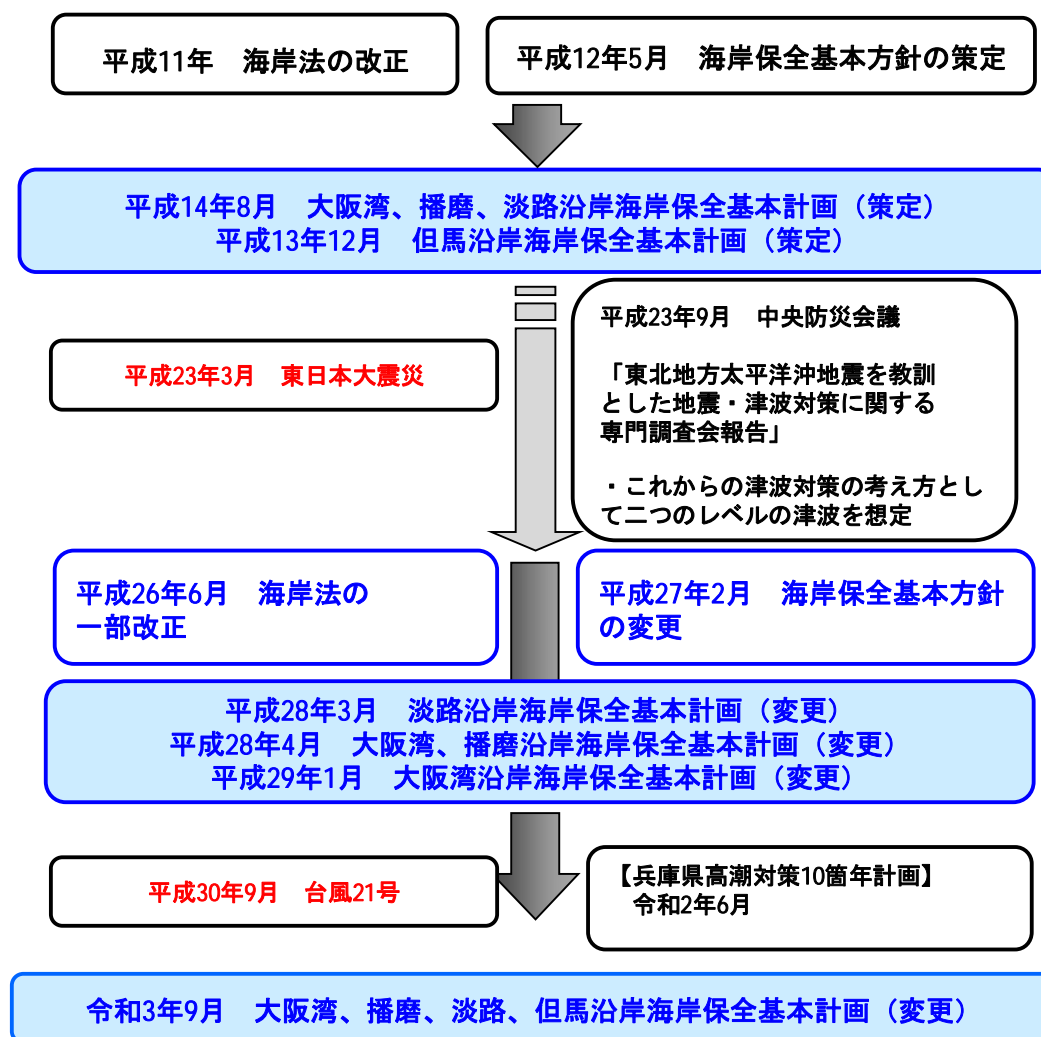 平成11年　海岸法の改正
平成12年5月　海岸保全基本方針の策定
平成14年8月　大阪湾、播磨、淡路沿岸海岸保全基本計画（策定）
平成13年12月　但馬沿岸海岸保全基本計画（策定）
平成23年3月　東日本大震災
平成23年9月　中央防災会議
「東北地方太平洋沖地震を教訓
とした地震・津波対策に関する
専門調査会報告」
・これからの津波対策の考え方とし
て二つのレベルの津波を想定
平成26年6月　海岸法の
一部改正
平成27年2月　海岸保全基本方針
の変更
平成28年3月　淡路沿岸海岸保全基本計画（変更）
平成28年4月　大阪湾、播磨沿岸海岸保全基本計画（変更）
平成29年1月　大阪湾沿岸海岸保全基本計画（変更）
平成30年9月　台風21号
【兵庫県高潮対策10箇年計画】
令和2年6月
令和3年9月　大阪湾、播磨、淡路、但馬沿岸海岸保全基本計画（変更）